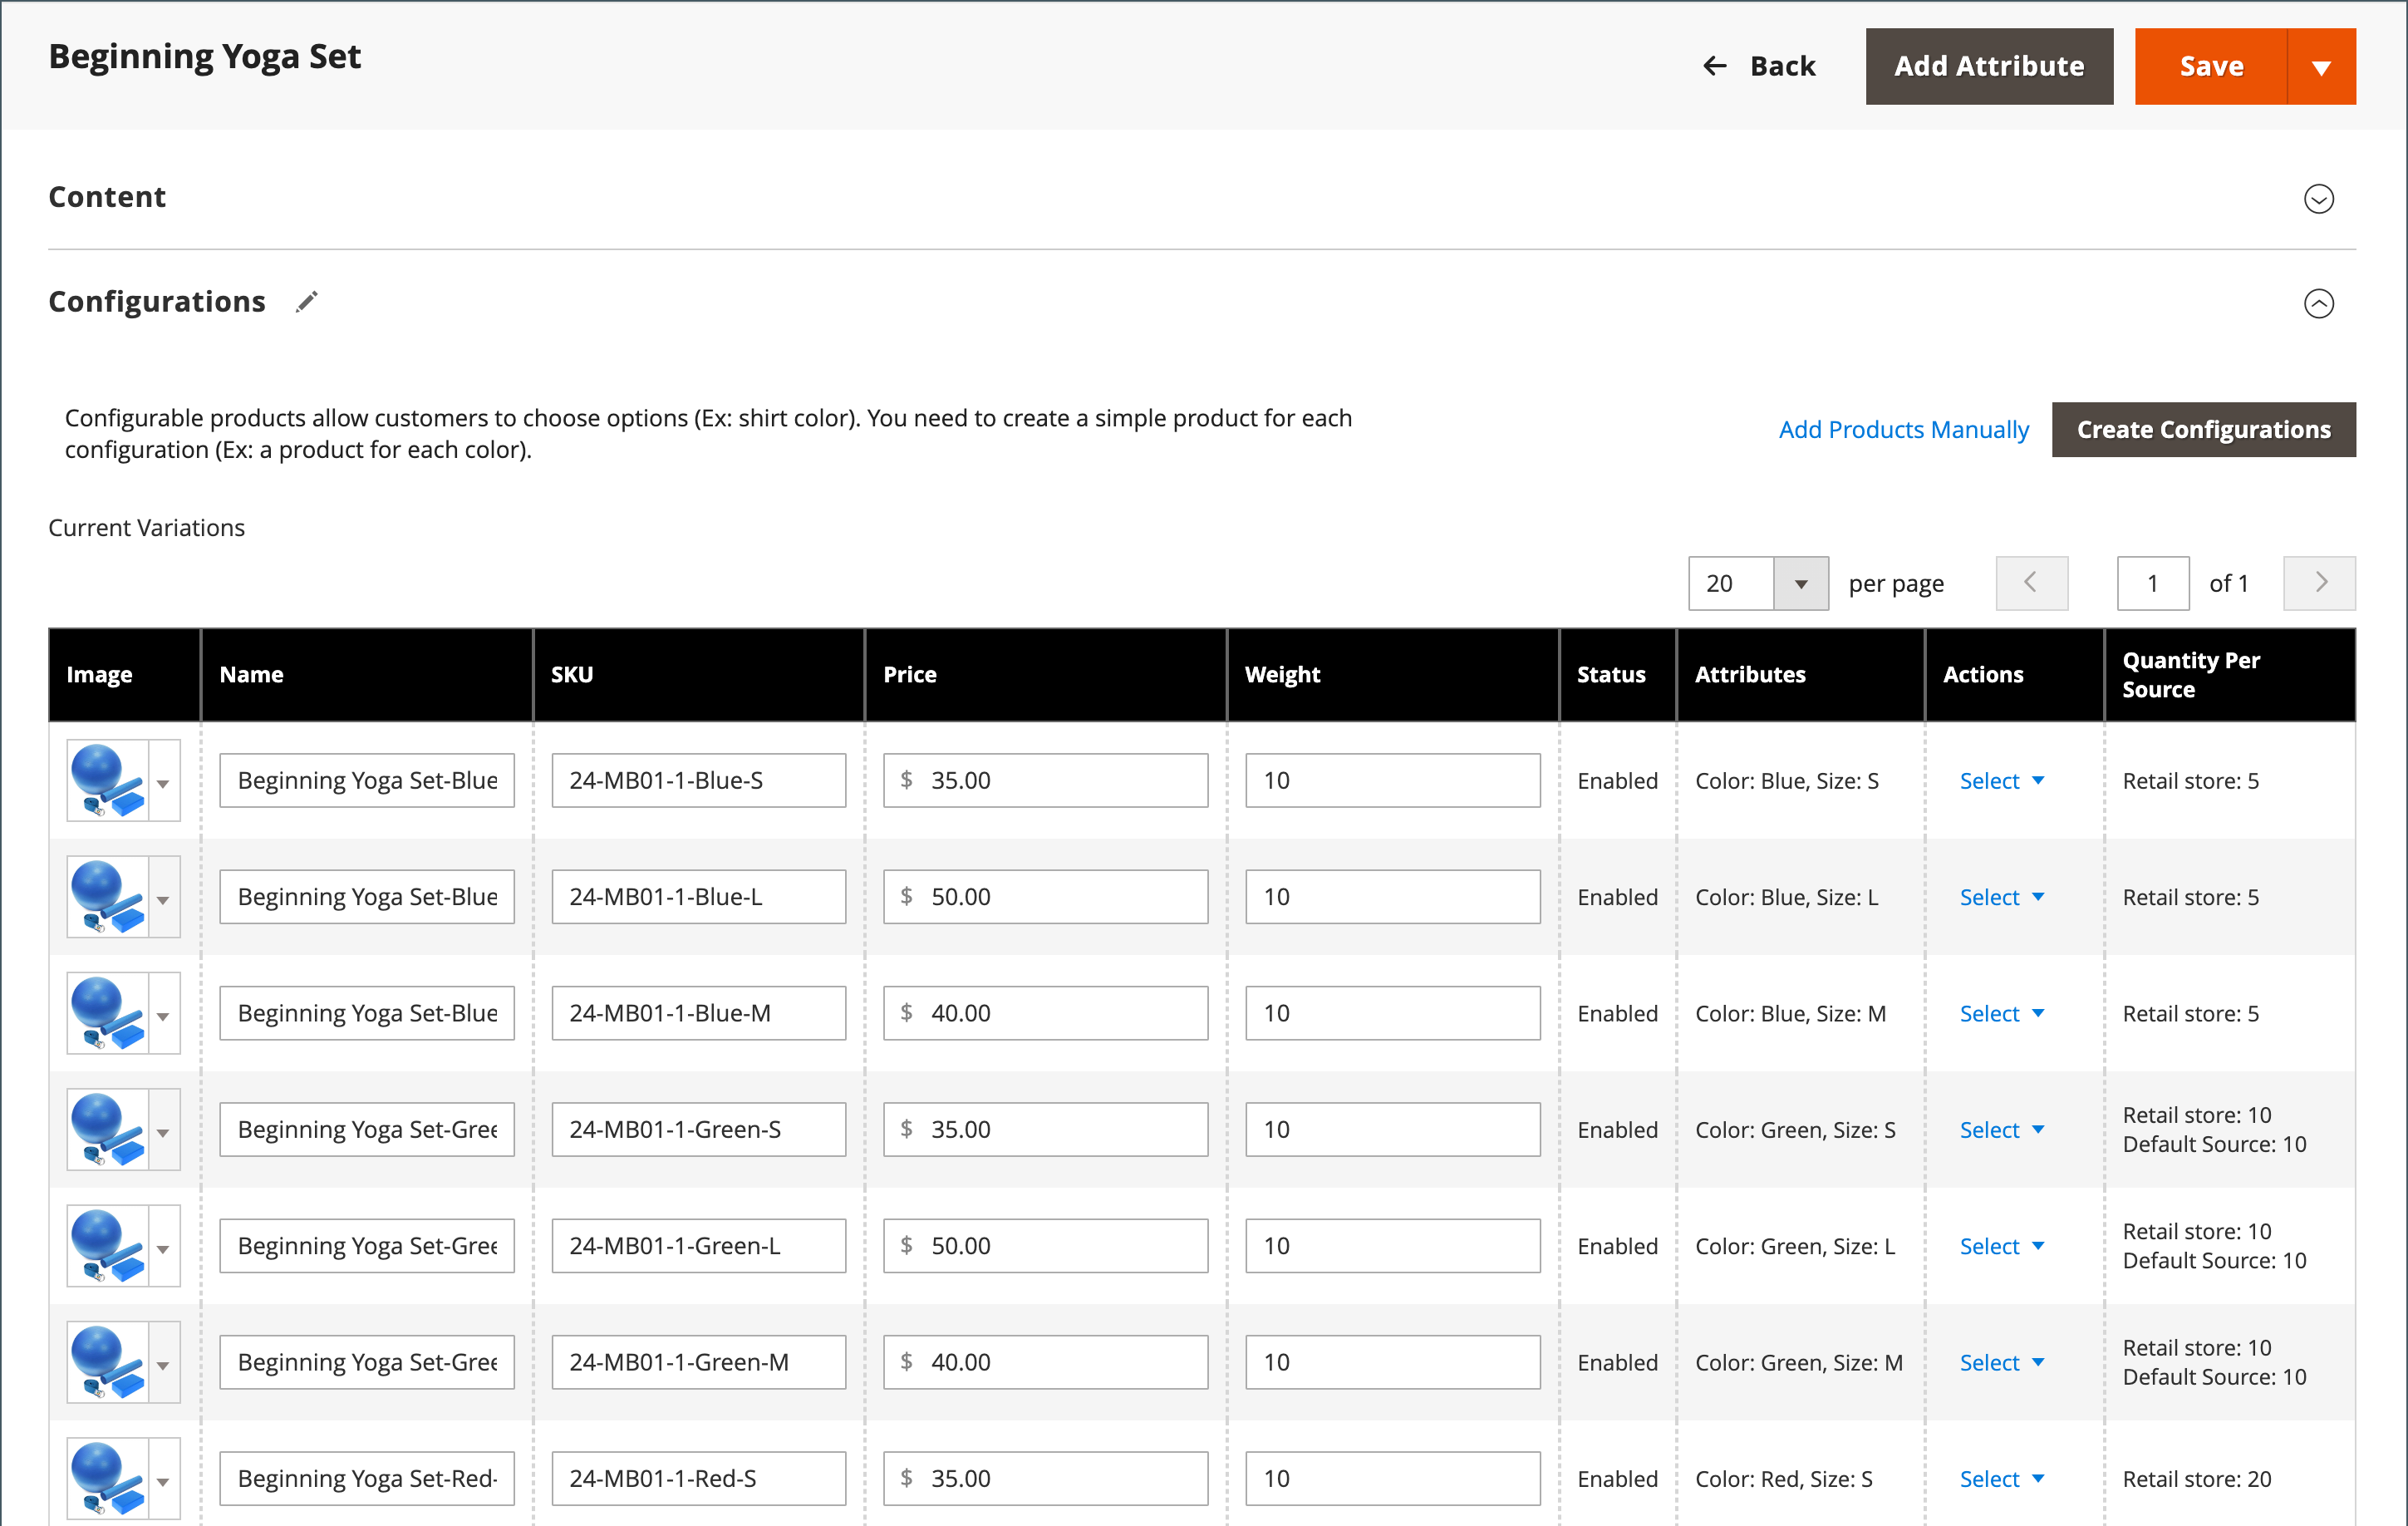 Beginning Yoga Set
Back
Add Attribute
Save
Content
Configurations
Configurable products allow customers to choose options (Ex: shirt color). You need to create a simple product for each
configuration (Ex: a product for each color).
Add Products Manually
Create Configurations
Current Variations
20 per page 1 of 1
Image Name SKU Price Weight Status Attributes Actions Quantity Per
Source
Beginning Yoga Set-Blue 24-MB01-1-Blue-S $ 35.00 10 Enabled Color: Blue, Size: S Select Retail store: 5
Beginning Yoga Set-Blue 24-MB01-1-Blue-L $ 50.00 10 Enabled Color: Blue, Size: L Select Retail store: 5
Beginning Yoga Set-Blue 24-MB01-1-Blue-M $ 40.00 10 Enabled Color: Blue, Size: M Select Retail store: 5
Beginning Yoga Set-Gree 24-MB01-1-Green-S $ 35.00 10 Enabled Color: Green, Size: S Select Retail store: 10
Default Source: 10
Beginning Yoga Set-Gree 24-MB01-1-Green-L $ 50.00 10 Enabled Color: Green, Size: L Select Retail store: 10
Default Source: 10
Beginning Yoga Set-Gree 24-MB01-1-Green-M $ 40.00 10 Enabled Color: Green, Size: M Select Retail store: 10
Default Source: 10
Beginning Yoga Set-Red- 24-MB01-1-Red-S $ 35.00 10 Enabled Color: Red, Size: S Select Retail store: 20